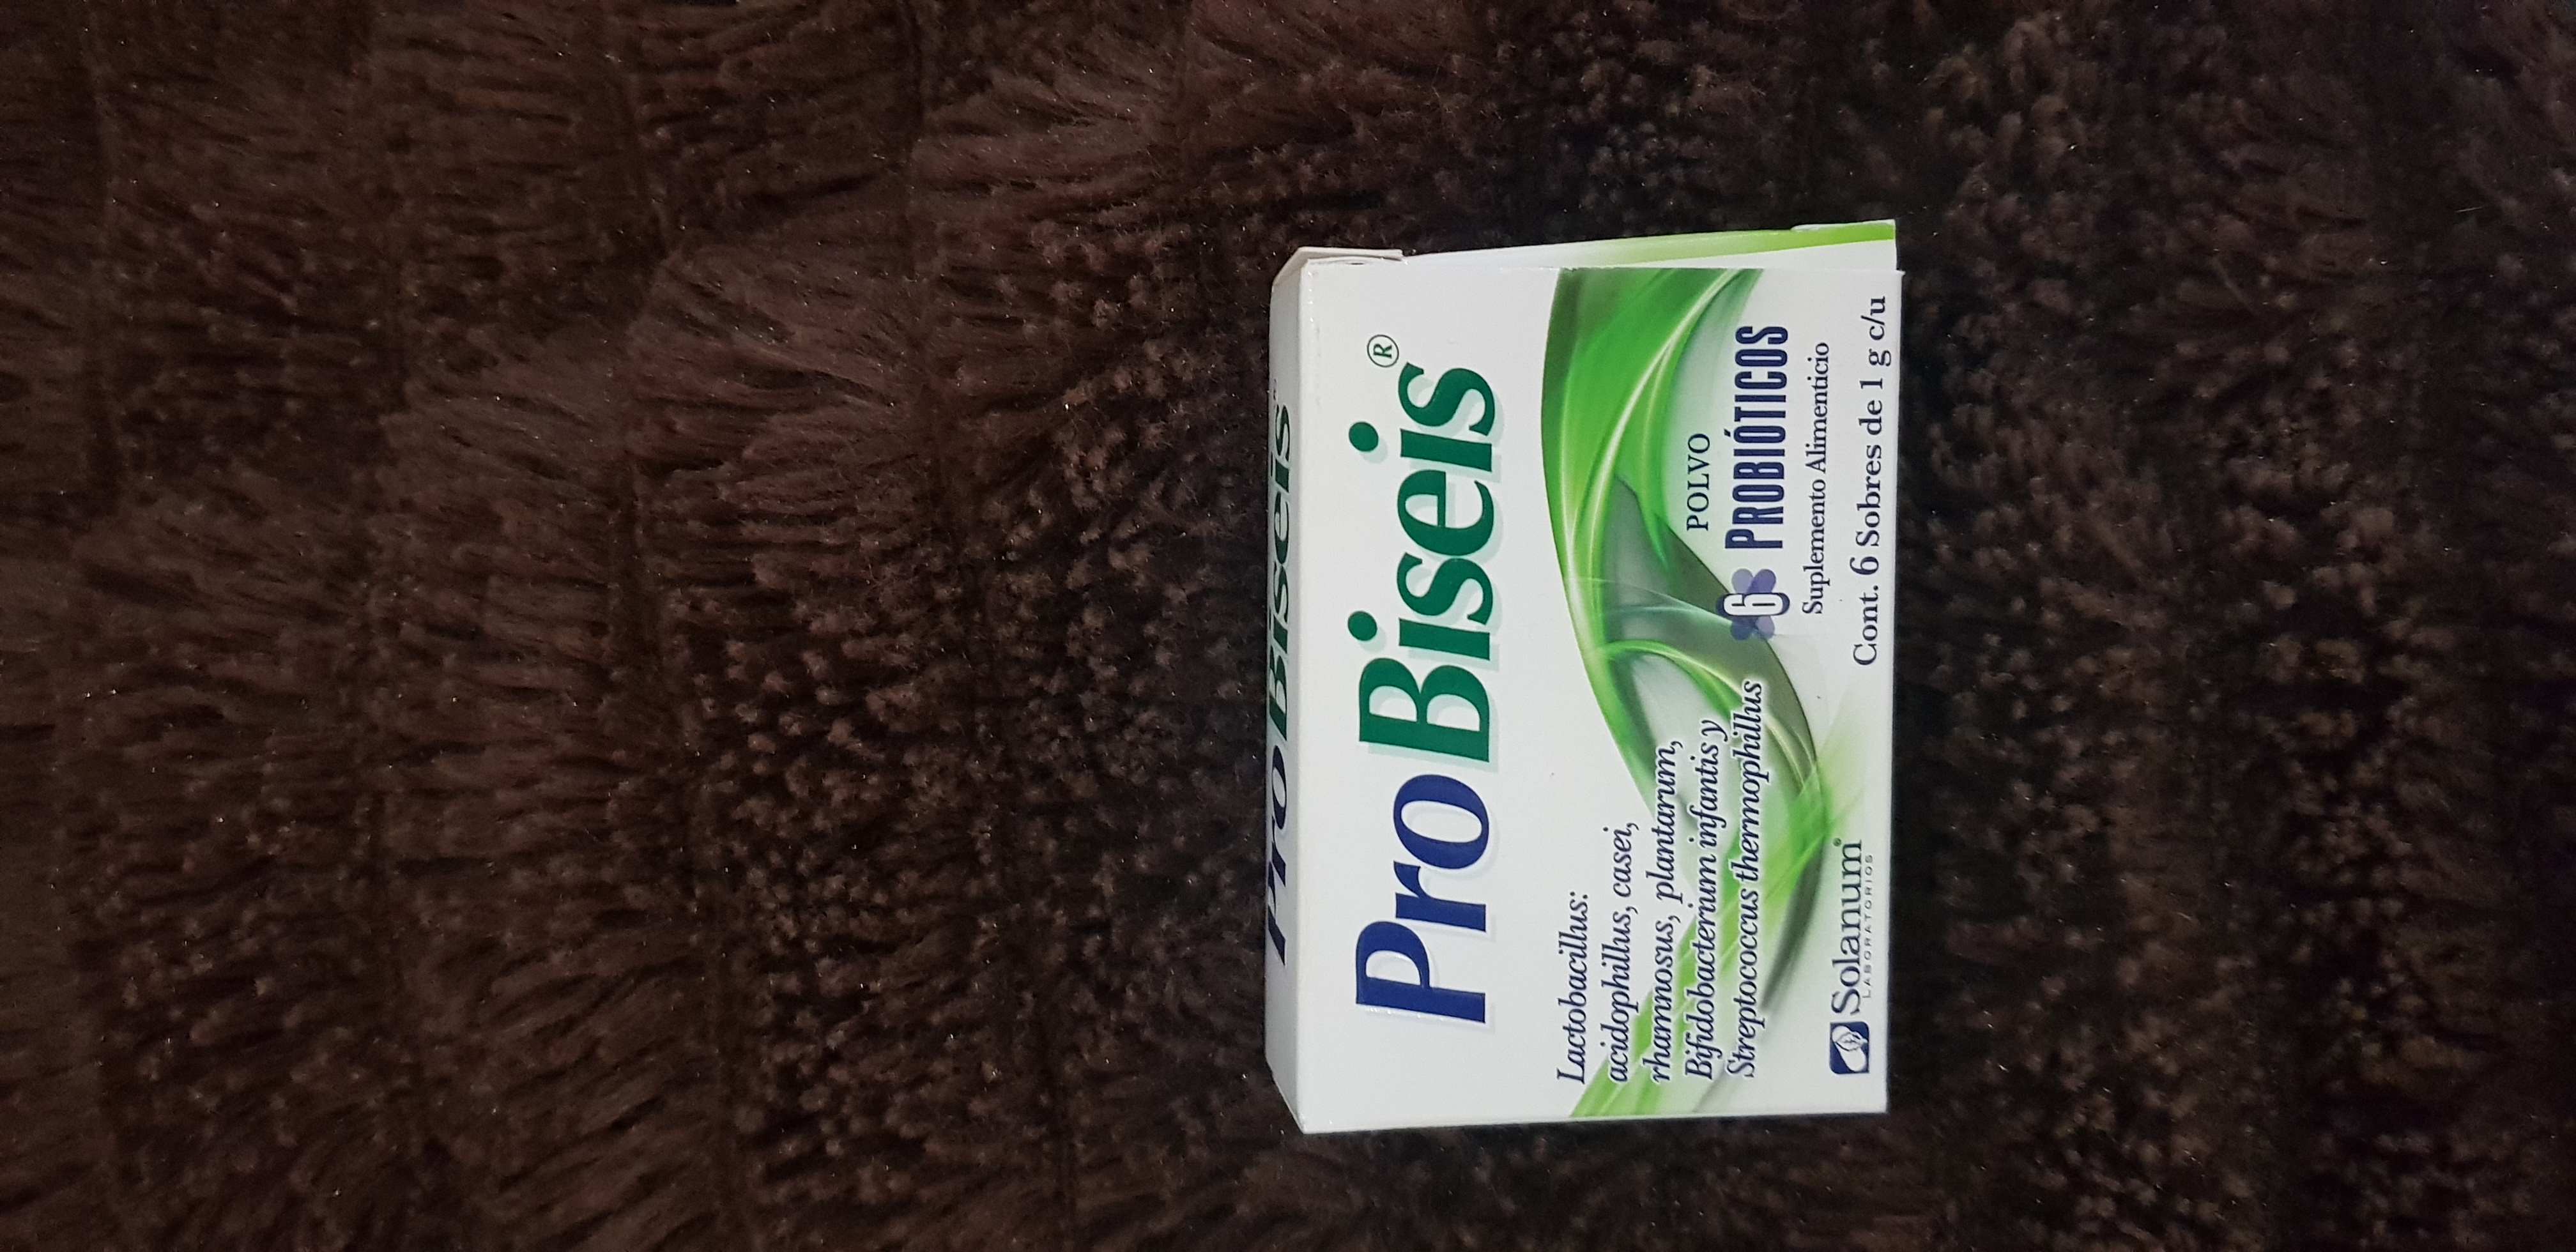 ProBiseis
ProBiseis®
Lactobacillus:
acidophillus, casei,
rhamnosus, plantarum,
Bifidobacterium infantis y
Streptococcus thermophillus
POLVO
6 PROBIÓTICOS
Suplemento Alimenticio
Solanum®
LABORATORIOS
Cont. 6 Sobres de 1 g c/u